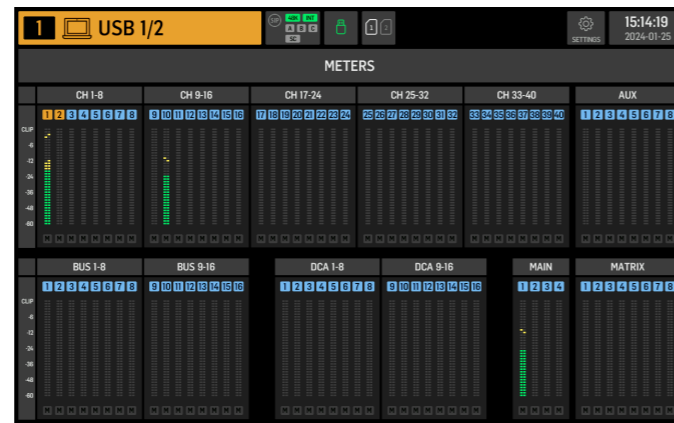 1 USB 1/2 SIP 48K INT A B C SC 1 2 SETTINGS 15:14:19
2024-01-25
METERS
CH 1-8 CH 9-16 CH 17-24 CH 25-32 CH 33-40 AUX
1 2 3 4 5 6 7 8 9 10 11 12 13 14 15 16 17 18 19 20 21 22 23 24 25 26 27 28 29 30 31 32 33 34 35 36 37 38 39 40 1 2 3 4 5 6 7 8
CLIP
-6
-12
-24
-36
-48
-60
BUS 1-8 BUS 9-16 DCA 1-8 DCA 9-16 MAIN MATRIX
1 2 3 4 5 6 7 8 9 10 11 12 13 14 15 16 1 2 3 4 5 6 7 8 9 10 11 12 13 14 15 16 1 2 3 4 1 2 3 4 5 6 7 8
CLIP
-6
-12
-24
-36
-48
-60